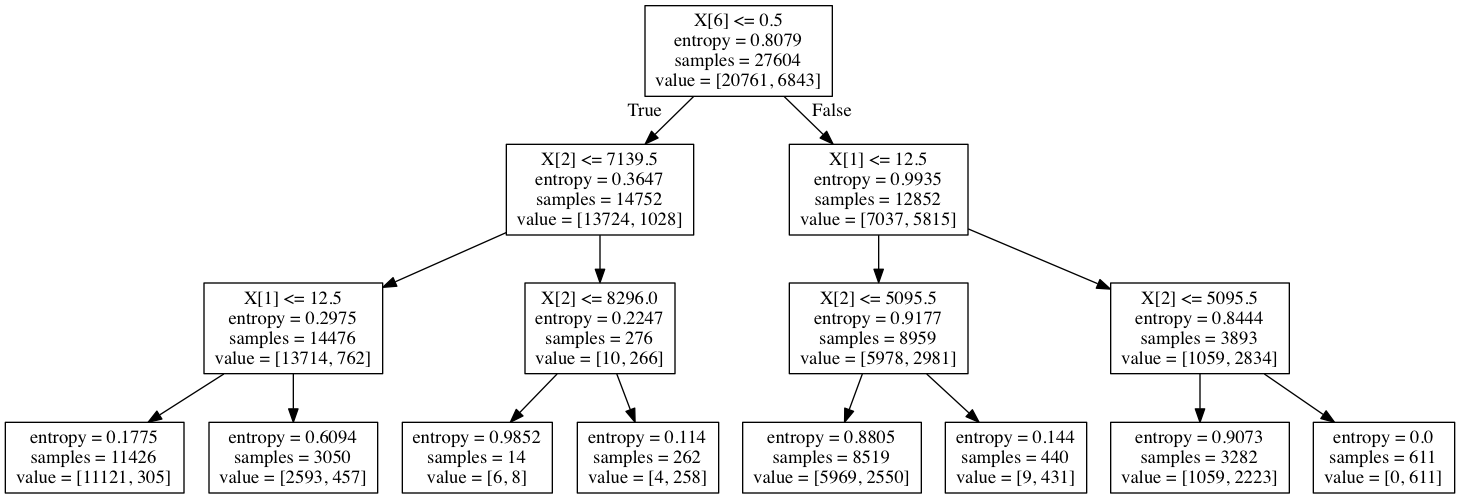 X[6] <= 0.5
entropy = 0.8079
samples = 27604
value = [20761, 6843]
True
False
X[2] <= 7139.5
entropy = 0.3647
samples = 14752
value = [13724, 1028]
X[1] <= 12.5
entropy = 0.9935
samples = 12852
value = [7037, 5815]
X[1] <= 12.5
entropy = 0.2975
samples = 14476
value = [13714, 762]
X[2] <= 8296.0
entropy = 0.2247
samples = 276
value = [10, 266]
X[2] <= 5095.5
entropy = 0.9177
samples = 8959
value = [5978, 2981]
X[2] <= 5095.5
entropy = 0.8444
samples = 3893
value = [1059, 2834]
entropy = 0.1775
samples = 11426
value = [11121, 305]
entropy = 0.6094
samples = 3050
value = [2593, 457]
entropy = 0.9852
samples = 14
value = [6, 8]
entropy = 0.114
samples = 262
value = [4, 258]
entropy = 0.8805
samples = 8519
value = [5969, 2550]
entropy = 0.144
samples = 440
value = [9, 431]
entropy = 0.9073
samples = 3282
value = [1059, 2223]
entropy = 0.0
samples = 611
value = [0, 611]